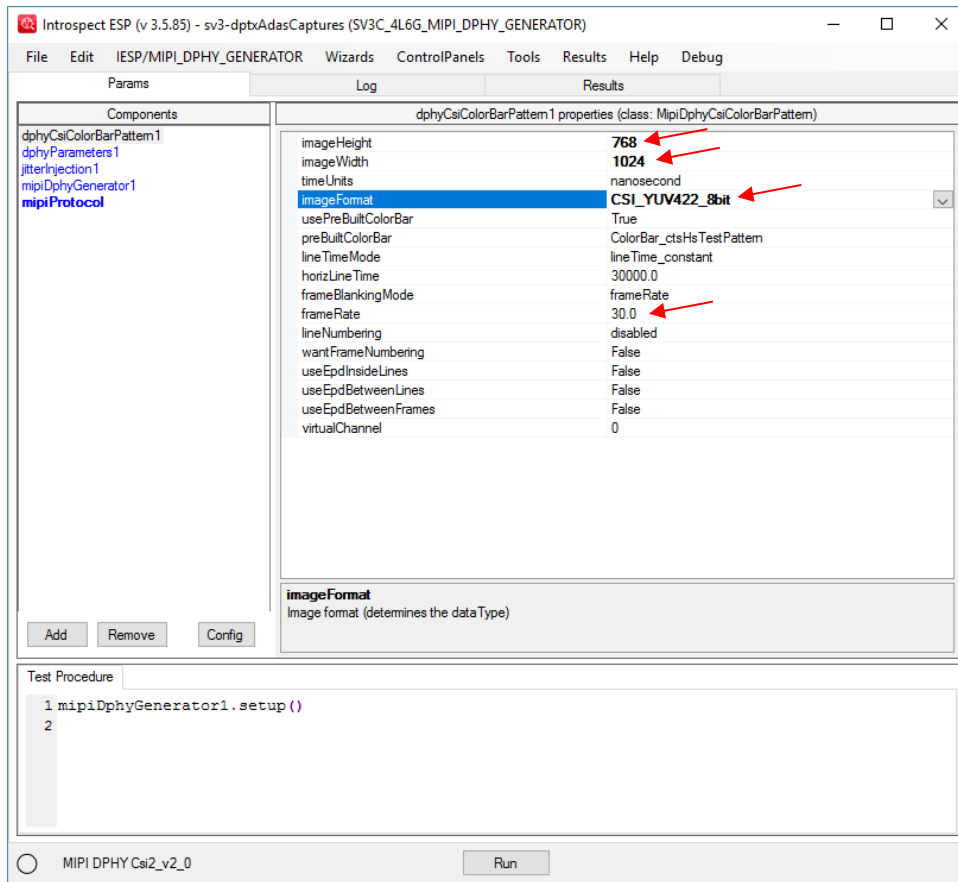 Introspect ESP (v 3.5.85) - sv3-dptxAdasCaptures (SV3C_4L6G_MIPI_DPHY_GENERATOR)
File Edit IESP/MIPI_DPHY_GENERATOR Wizards ControlPanels Tools Results Help Debug
Params Log Results
Components
dphyCsiColorBarPattern1
dphyParameters1
jitterInjection1
mipiDphyGenerator1
mipiProtocol
Add Remove Config
dphyCsiColorBarPattern1 properties (class: MipiDphyCsiColorBarPattern)
imageHeight 768
imageWidth 1024
timeUnits nanosecond
imageFormat CSI_YUV422_8bit
usePreBuiltColorBar True
preBuiltColorBar ColorBar_ctsHsTestPattern
lineTimeMode lineTime_constant
horizLineTime 30000.0
frameBlankingMode frameRate
frameRate 30.0
lineNumbering disabled
wantFrameNumbering False
useEpdInsideLines False
useEpdBetweenLines False
useEpdBetweenFrames False
virtualChannel 0
imageFormat
Image format (determines the dataType)
Test Procedure
1 mipiDphyGenerator1.setup()
2
MIPI DPHY Csi2_v2_0 Run